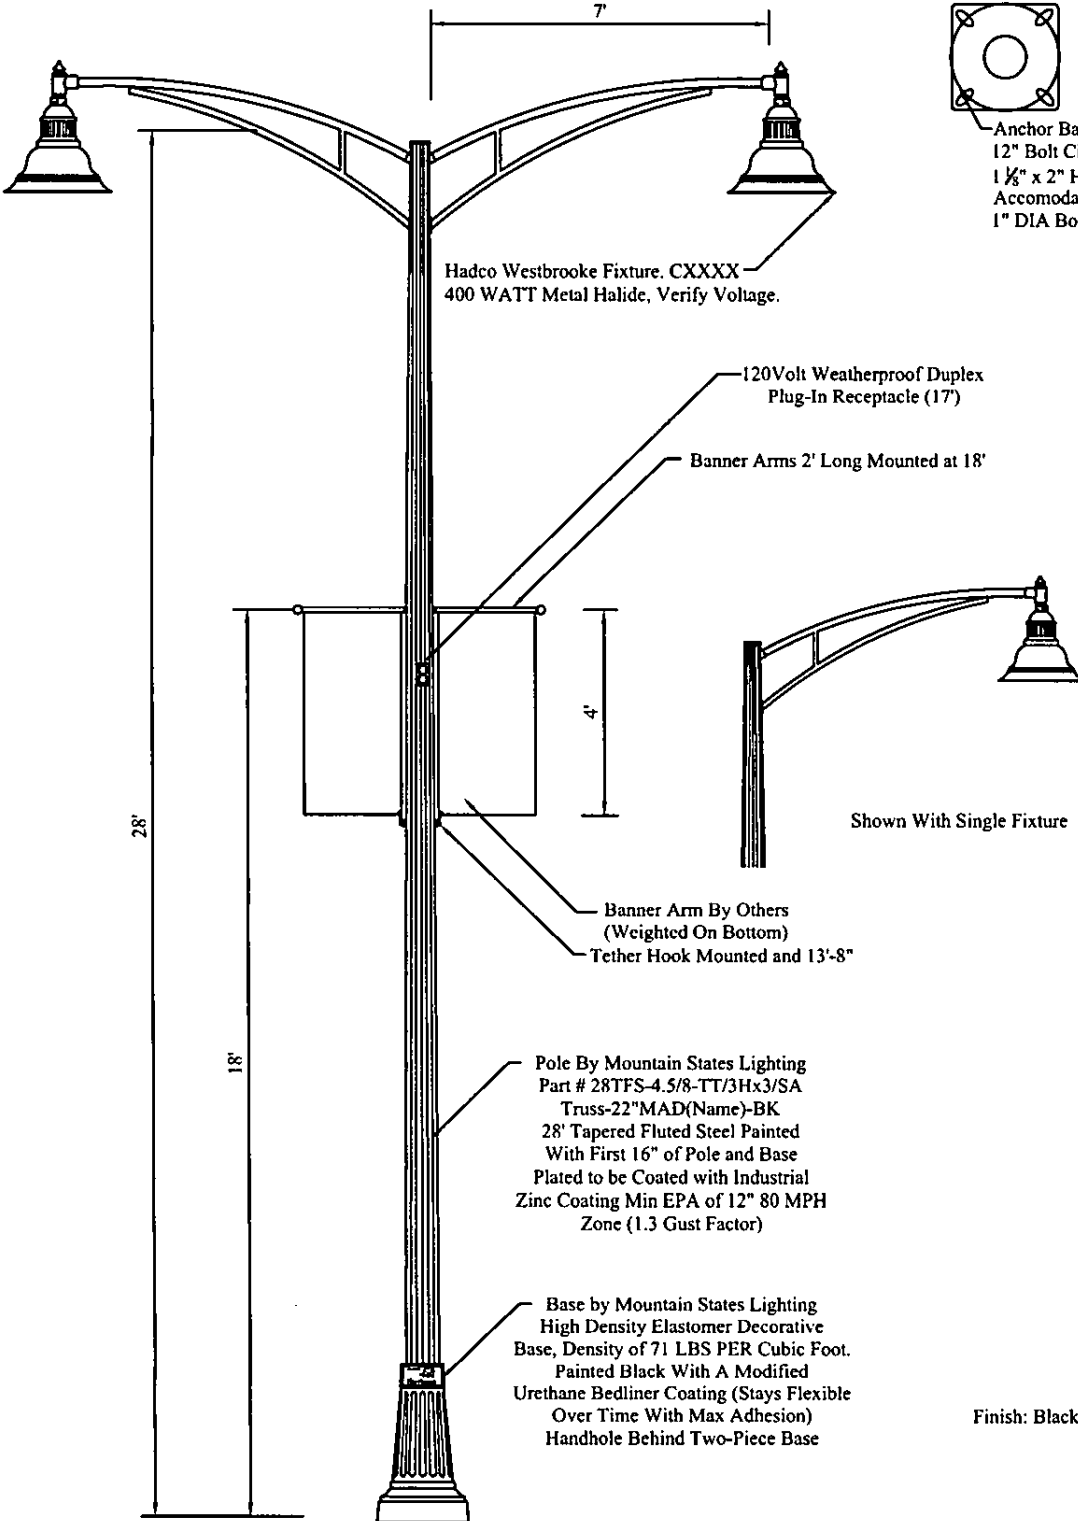 7'
Anchor Ba
12" Bolt C
1 ⅛" x 2" H
Accomoda
1" DIA Bo
Hadco Westbrooke Fixture. CXXXX
400 WATT Metal Halide, Verify Voltage.
120Volt Weatherproof Duplex
Plug-In Receptacle (17')
Banner Arms 2' Long Mounted at 18'
4'
28'
Shown With Single Fixture
Banner Arm By Others
(Weighted On Bottom)
Tether Hook Mounted and 13'-8"
18'
Pole By Mountain States Lighting
Part # 28TFS-4.5/8-TT/3Hx3/SA
Truss-22"MAD(Name)-BK
28' Tapered Fluted Steel Painted
With First 16" of Pole and Base
Plated to be Coated with Industrial
Zinc Coating Min EPA of 12" 80 MPH
Zone (1.3 Gust Factor)
Base by Mountain States Lighting
High Density Elastomer Decorative
Base, Density of 71 LBS PER Cubic Foot.
Painted Black With A Modified
Urethane Bedliner Coating (Stays Flexible
Over Time With Max Adhesion)
Handhole Behind Two-Piece Base
Finish: Black